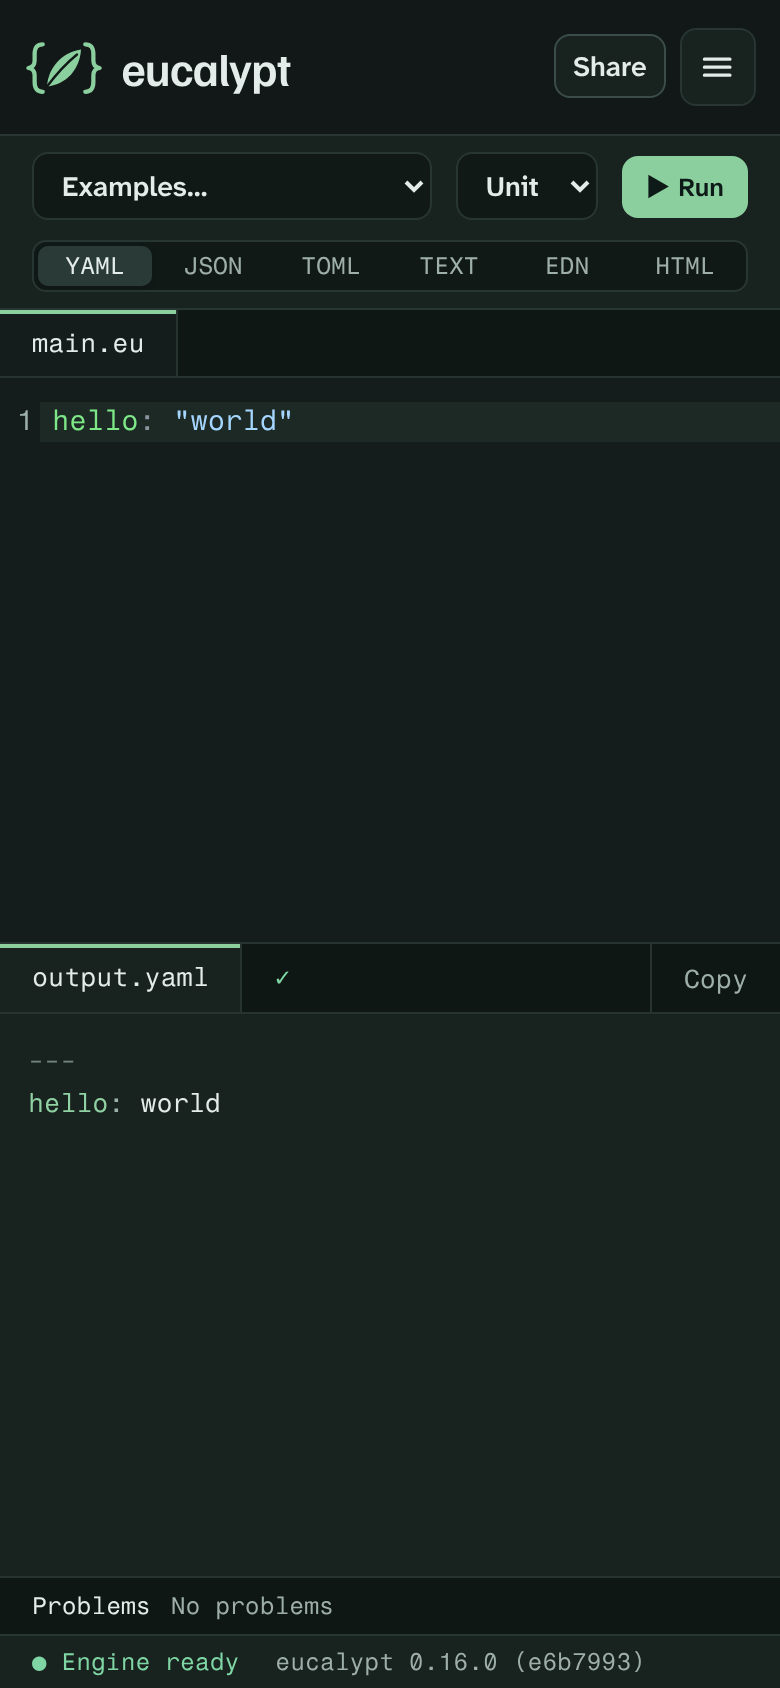 eucalypt Share
Examples... Unit Run
YAML JSON TOML TEXT EDN HTML
main.eu
1 hello: "world"
output.yaml ✓ Copy
---
hello: world
Problems No problems
Engine ready eucalypt 0.16.0 (e6b7993)